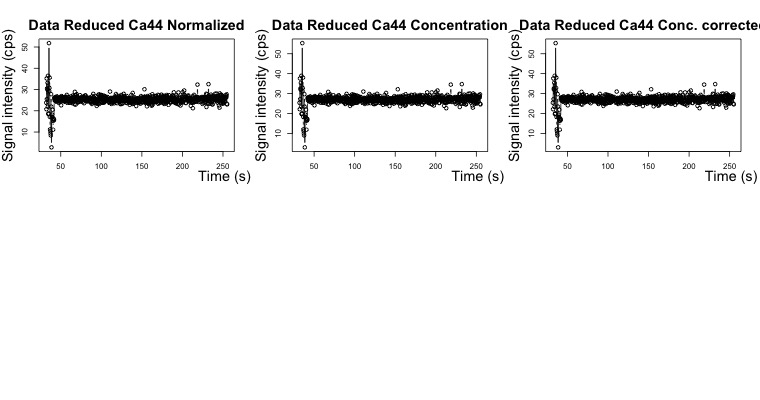 Data Reduced Ca44 Normalized
Signal intensity (cps)
10 20 30 40 50
50 100 150 200 250
Time (s)
Data Reduced Ca44 Concentration
Signal intensity (cps)
10 20 30 40 50
50 100 150 200 250
Time (s)
Data Reduced Ca44 Conc. corrected
Signal intensity (cps)
10 20 30 40 50
50 100 150 200 250
Time (s)